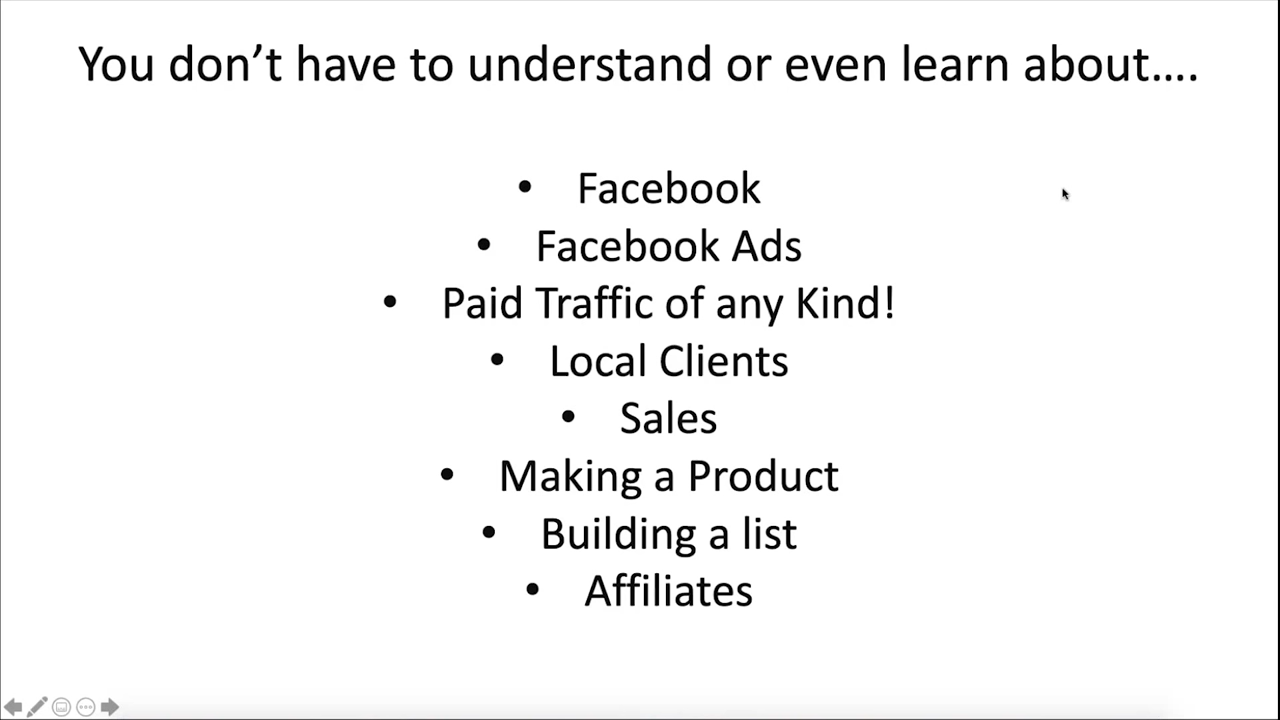 You don’t have to understand or even learn about....
• Facebook
• Facebook Ads
• Paid Traffic of any Kind!
• Local Clients
• Sales
• Making a Product
• Building a list
• Affiliates